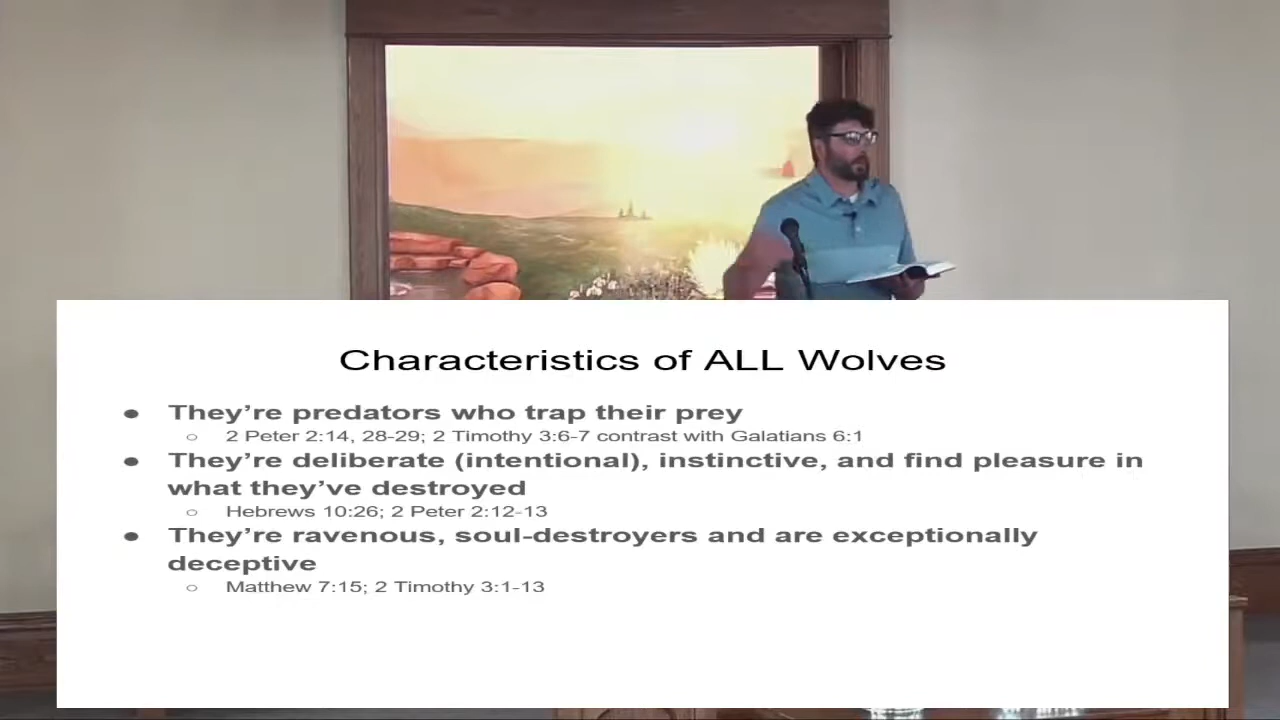 Characteristics of ALL Wolves
● They’re predators who trap their prey
○ 2 Peter 2:14, 28-29; 2 Timothy 3:6-7 contrast with Galatians 6:1
● They’re deliberate (intentional), instinctive, and find pleasure in
what they’ve destroyed
○ Hebrews 10:26; 2 Peter 2:12-13
● They’re ravenous, soul-destroyers and are exceptionally
deceptive
○ Matthew 7:15; 2 Timothy 3:1-13